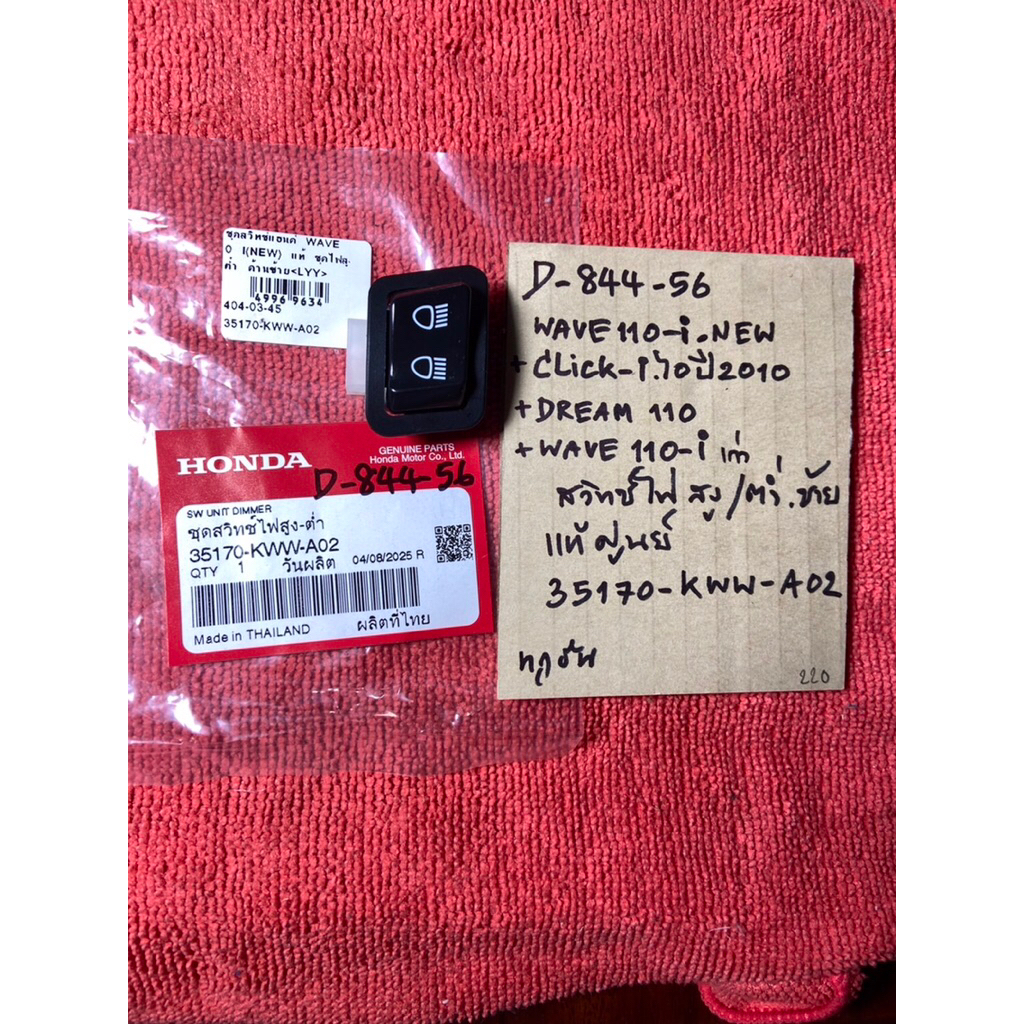 ชุดสวิทซ์แฮนด์ WAVE
0 I(NEW) แท้ ชุดไฟสู-
ต่ำ ด้านซ้าย<LYY>
4996 9634
404-03-45
35170-KWW-A02
HONDA
GENUINE PARTS
Honda Motor Co., Ltd.
D-844-56
SW UNIT DIMMER
ชุดสวิทช์ไฟสูง-ต่ำ
35170-KWW-A02
QTY 1 วันผลิต 04/08/2025 R
Made in THAILAND ผลิตที่ไทย
D-844-56
WAVE 110-i.NEW
+ CLick-i.ไอปี2010
+ DREAM 110
+ WAVE 110-i เก่า
สวิทช์ไฟ สูง/ต่ำ.ซ้าย
แท้ศูนย์
35170-KWW-A02
ทุกรุ่น
220